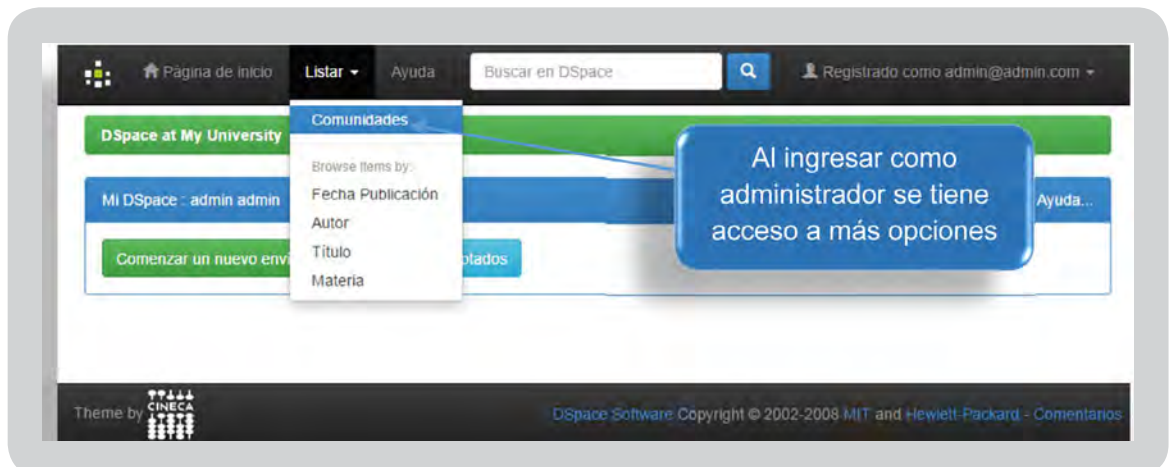 Página de inicio Listar Ayuda Buscar en DSpace Registrado como admin@admin.com
Comunidades
DSpace at My University
Browse Items by:
Fecha Publicación
Mi DSpace : admin admin
Ayuda...
Autor
Título
Comenzar un nuevo enví
ptados
Materia
Al ingresar como
administrador se tiene
acceso a más opciones
Theme by CINECA
DSpace Software Copyright © 2002-2008 MIT and Hewlett-Packard - Comentarios